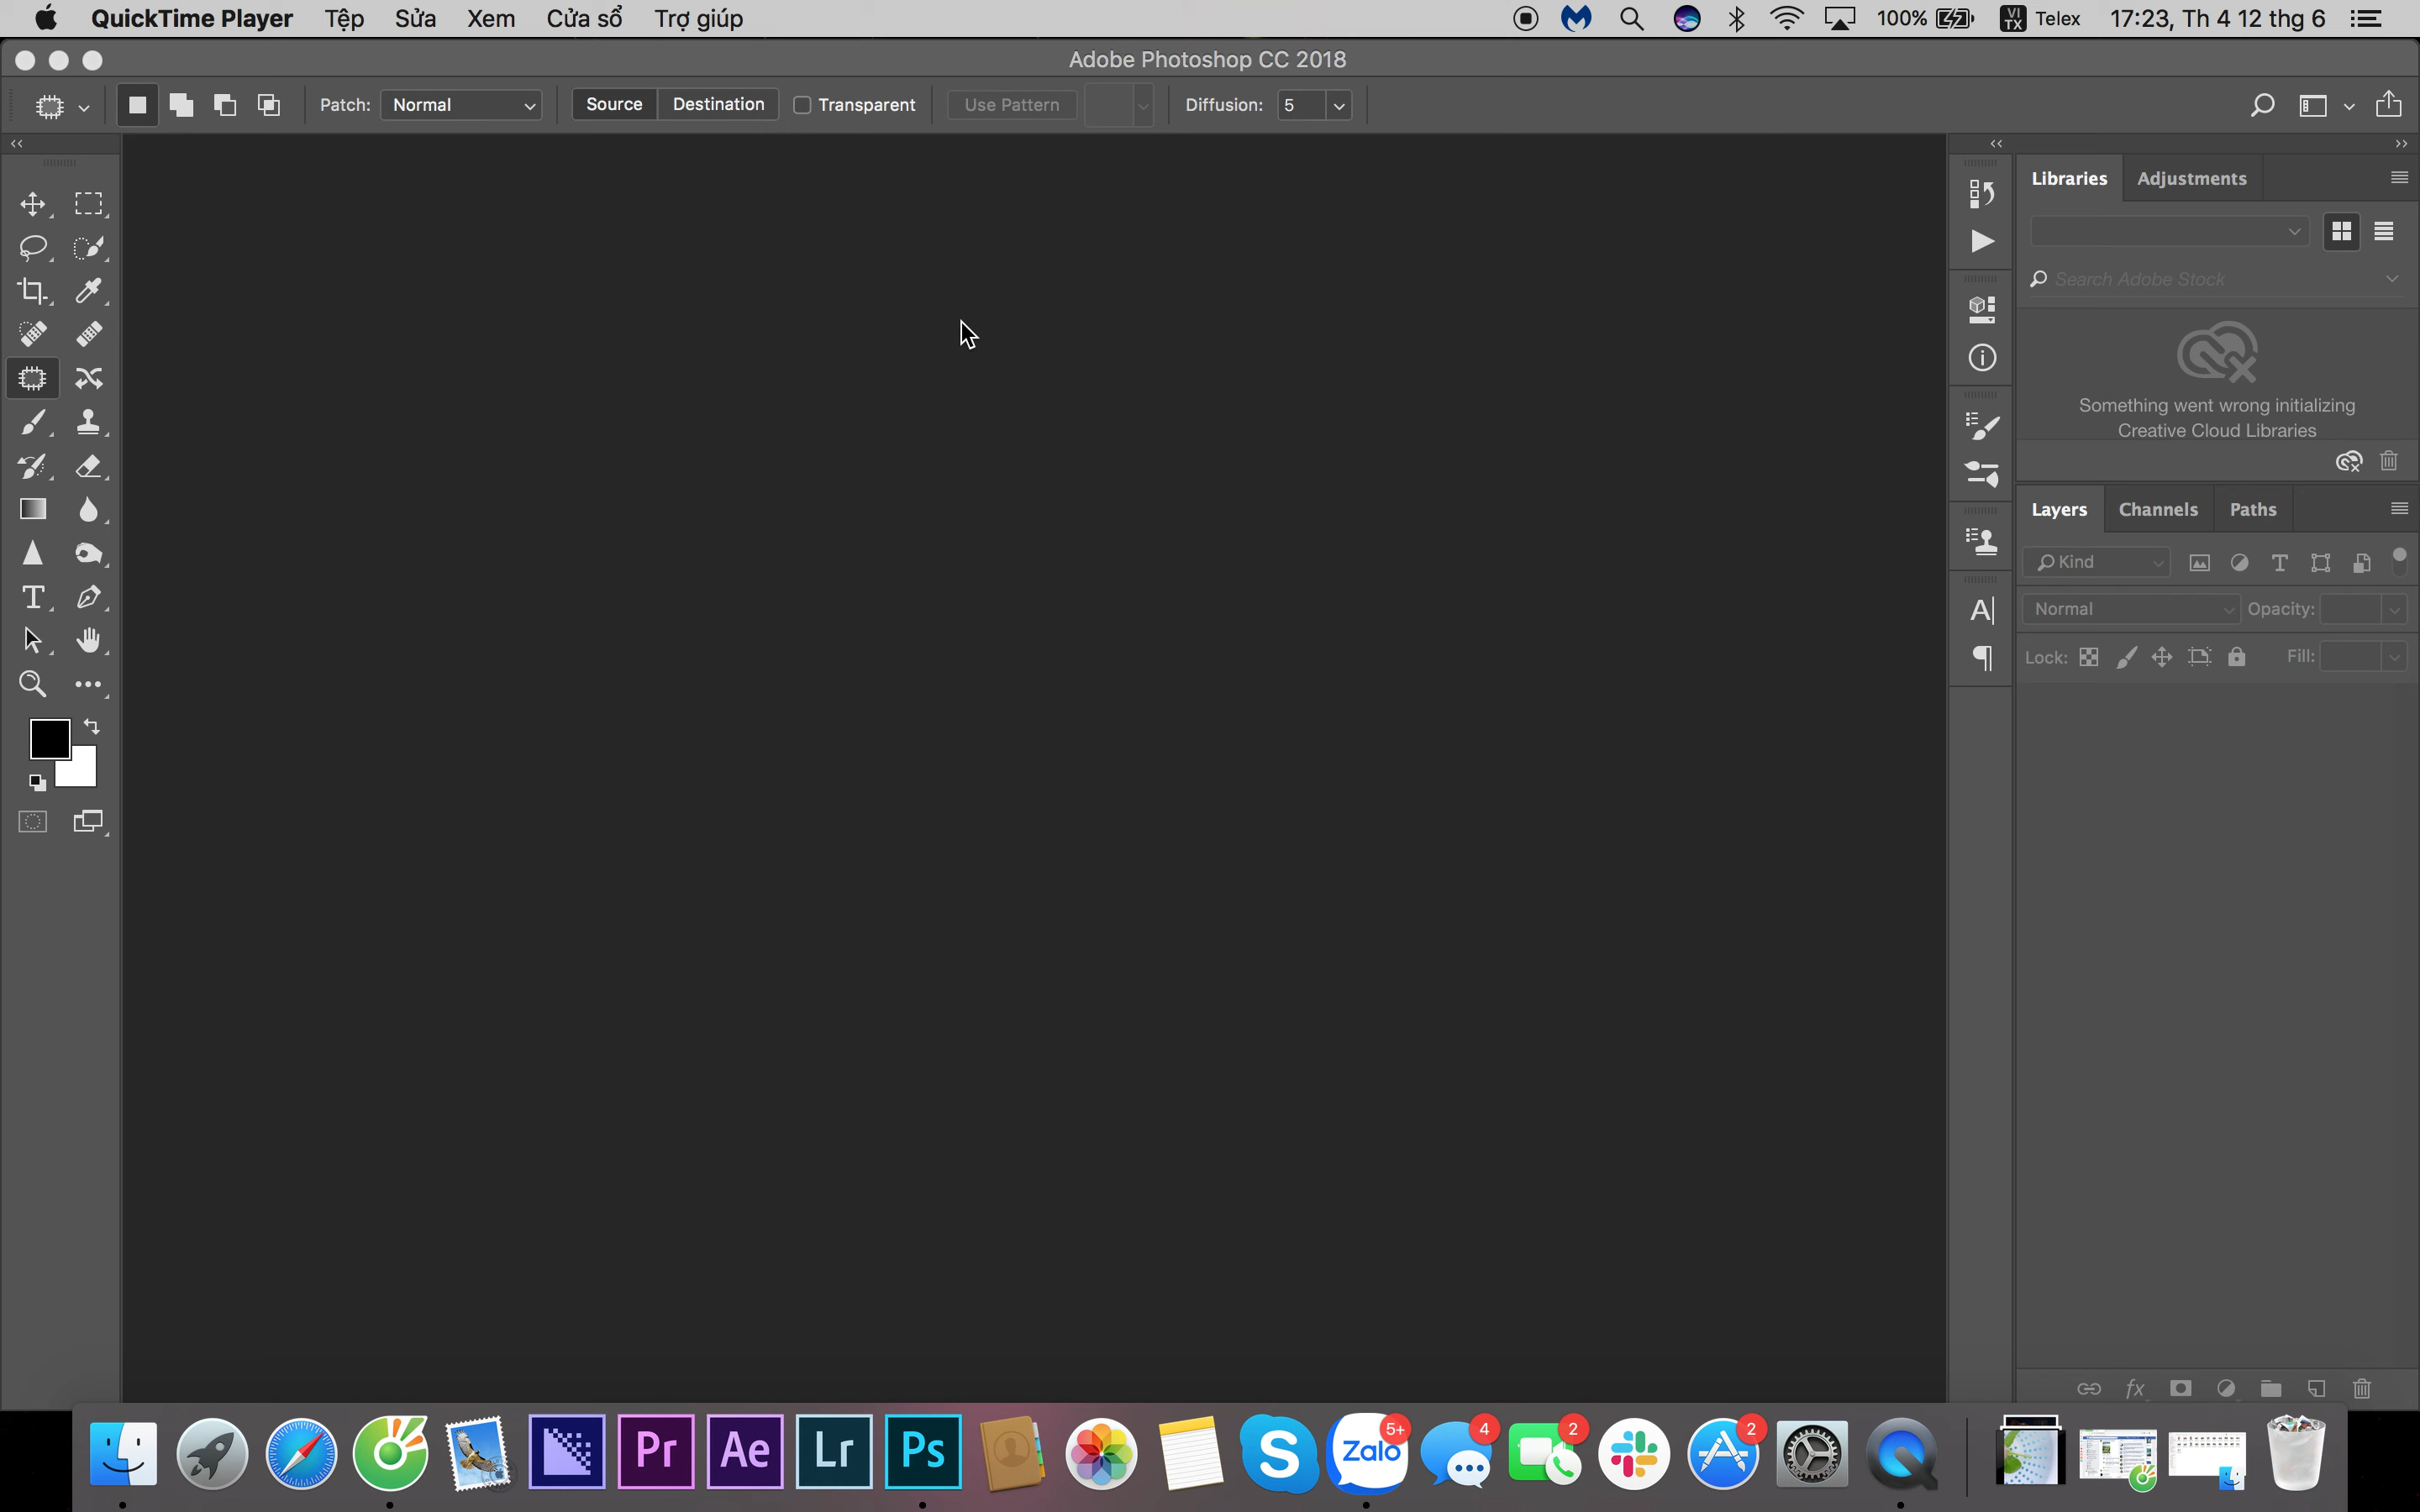 QuickTime Player Tệp Sửa Xem Cửa sổ Trợ giúp 100% VI TX Telex 17:23, Th 4 12 thg 6
Adobe Photoshop CC 2018
Patch: Normal Source Destination Transparent Use Pattern Diffusion: 5
Libraries Adjustments
Search Adobe Stock
Something went wrong initializing
Creative Cloud Libraries
Layers Channels Paths
Kind
Normal Opacity:
Lock: Fill:
fx
Pr Ae Lr Ps S Zalo 5+ 4 2 2